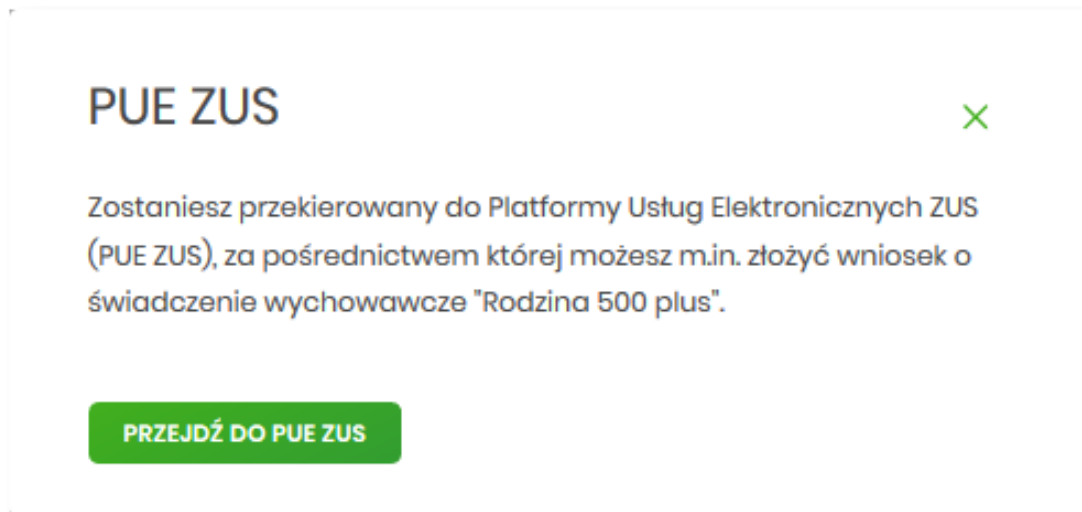 PUE ZUS
Zostaniesz przekierowany do Platformy Usług Elektronicznych ZUS
(PUE ZUS), za pośrednictwem której możesz m.in. złożyć wniosek o
świadczenie wychowawcze "Rodzina 500 plus".
PRZEJDŹ DO PUE ZUS